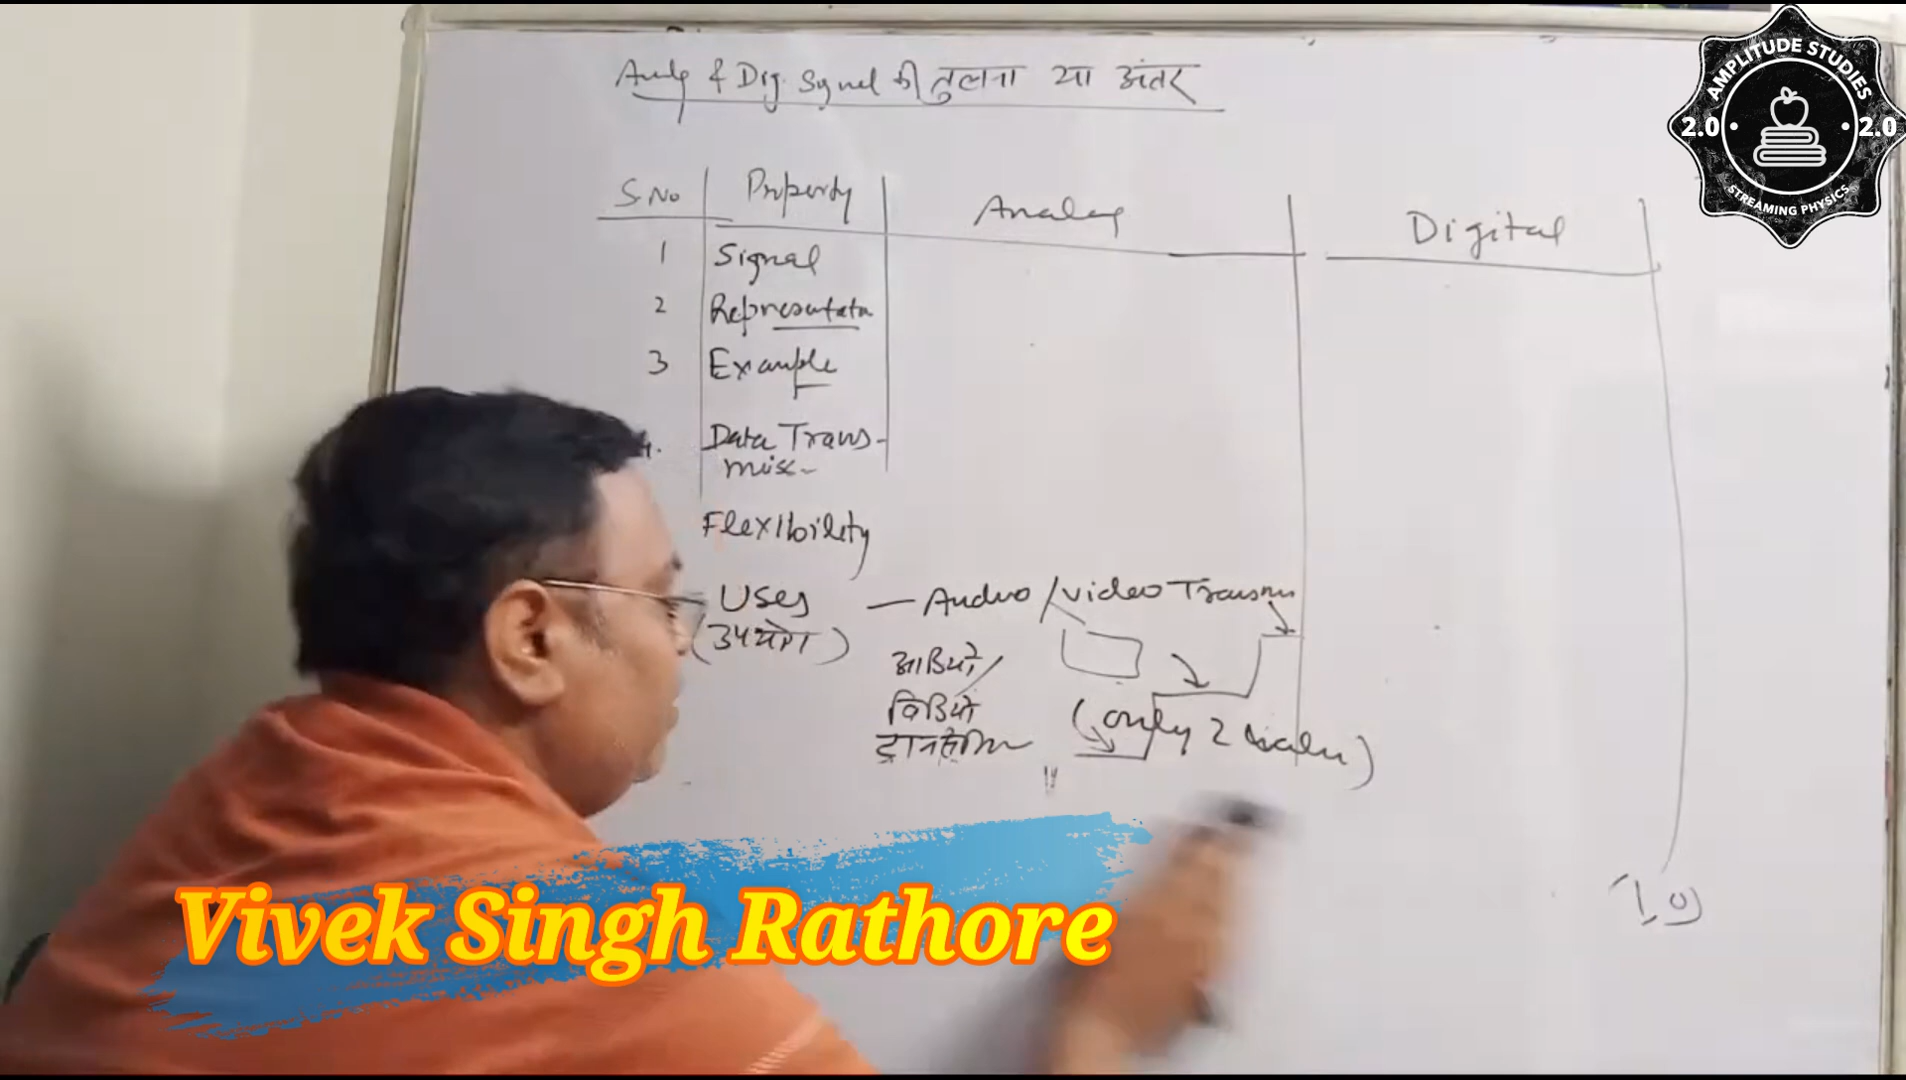 Analog & Dig. Signal की तुलना या अंतर
S.No Property Analog Digital
1 Signal
2 Representatn
3 Example
4. Data Trans-
miss-
Flexibility
Uses — Audio / video Transm
(उपयोग)
आडियो/
विडियो
(only 2
AMPLITUDE STUDIES
2.0 • • 2.0
STREAMING PHYSICS
Vivek Singh Rathore